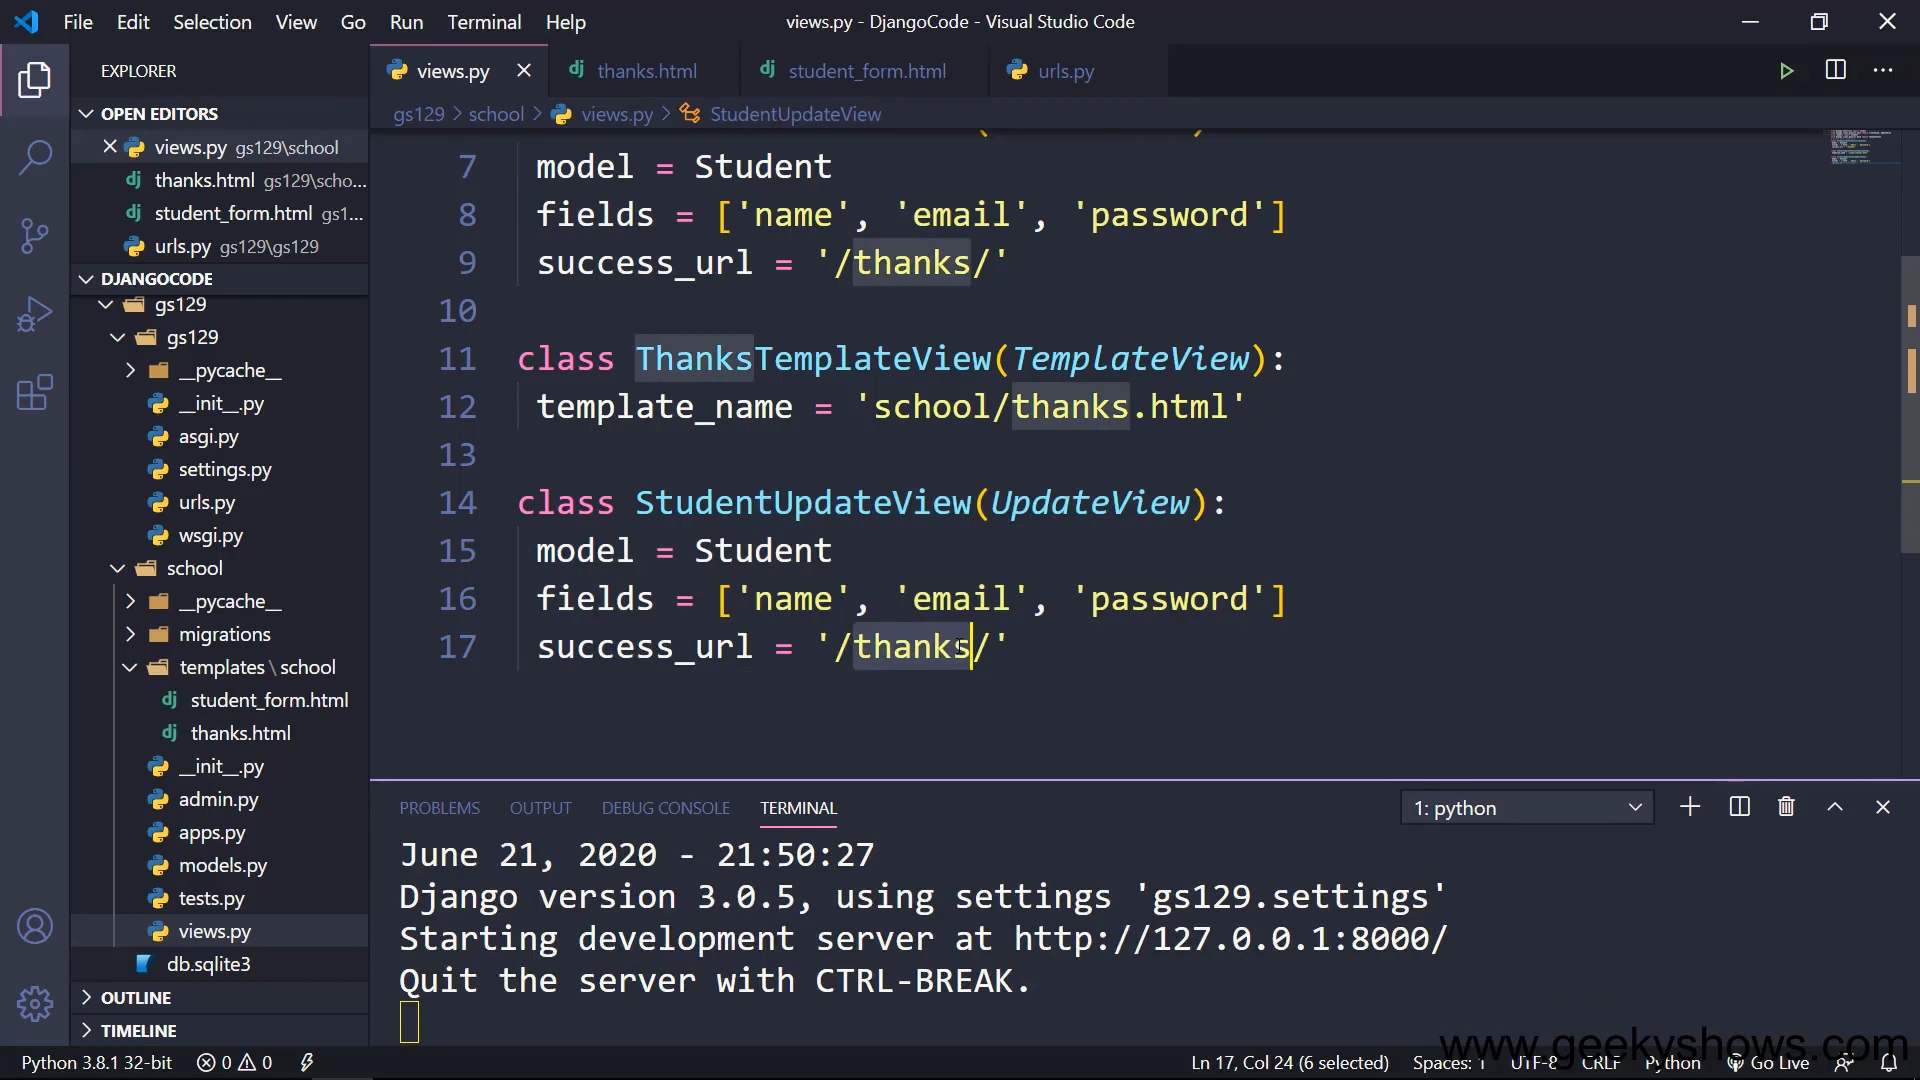 File Edit Selection View Go Run Terminal Help
views.py - DjangoCode - Visual Studio Code
EXPLORER
views.py
thanks.html
student_form.html
urls.py
gs129 > school > views.py > StudentUpdateView
OPEN EDITORS
views.py gs129\school
thanks.html gs129\scho...
student_form.html gs1...
urls.py gs129\gs129
DJANGOCODE
gs129
gs129
__pycache__
__init__.py
asgi.py
settings.py
urls.py
wsgi.py
school
__pycache__
migrations
templates \ school
student_form.html
thanks.html
__init__.py
admin.py
apps.py
models.py
tests.py
views.py
db.sqlite3
OUTLINE
TIMELINE
7 model = Student
8 fields = ['name', 'email', 'password']
9 success_url = '/thanks/'
10
11 class ThanksTemplateView(TemplateView):
12 template_name = 'school/thanks.html'
13
14 class StudentUpdateView(UpdateView):
15 model = Student
16 fields = ['name', 'email', 'password']
17 success_url = '/thanks/'
PROBLEMS OUTPUT DEBUG CONSOLE TERMINAL
1: python
June 21, 2020 - 21:50:27
Django version 3.0.5, using settings 'gs129.settings'
Starting development server at http://127.0.0.1:8000/
Quit the server with CTRL-BREAK.
www.geekyshows.com
Python 3.8.1 32-bit 0 0 Ln 17, Col 24 (6 selected) Spaces: 1 UTF-8 CRLF Python Go Live